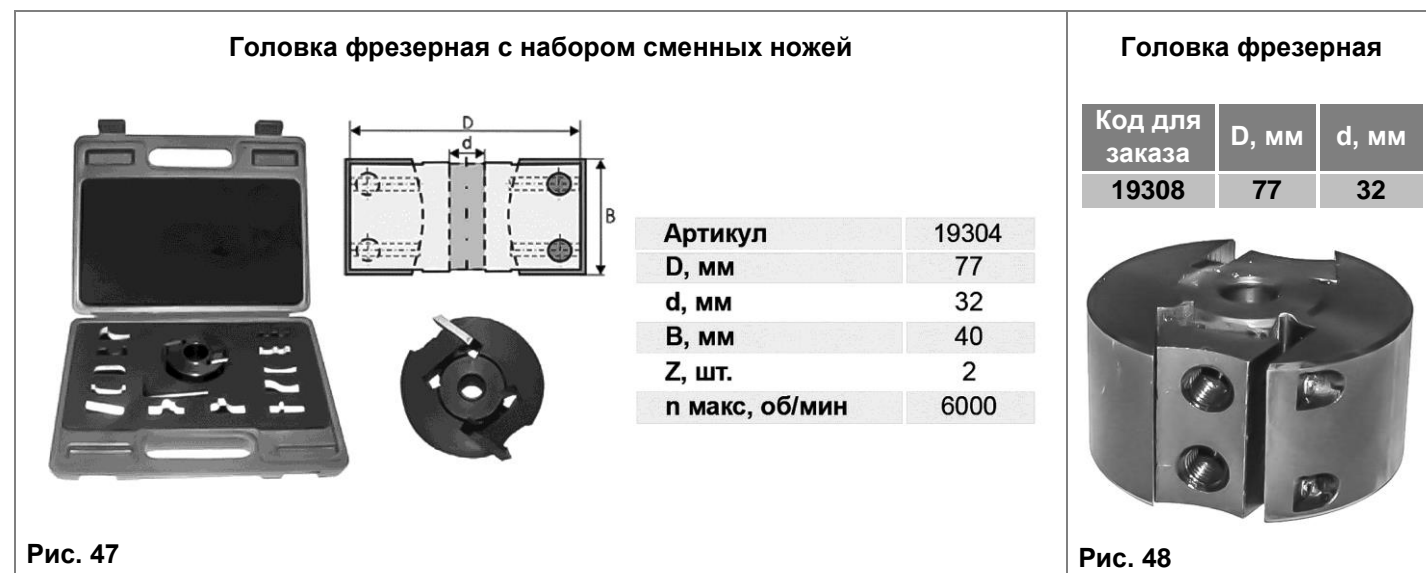 Головка фрезерная с набором сменных ножей
D
d
B
Артикул 19304
D, мм 77
d, мм 32
B, мм 40
Z, шт. 2
n макс, об/мин 6000
Рис. 47
Головка фрезерная
Код для
заказа D, мм d, мм
19308 77 32
Рис. 48